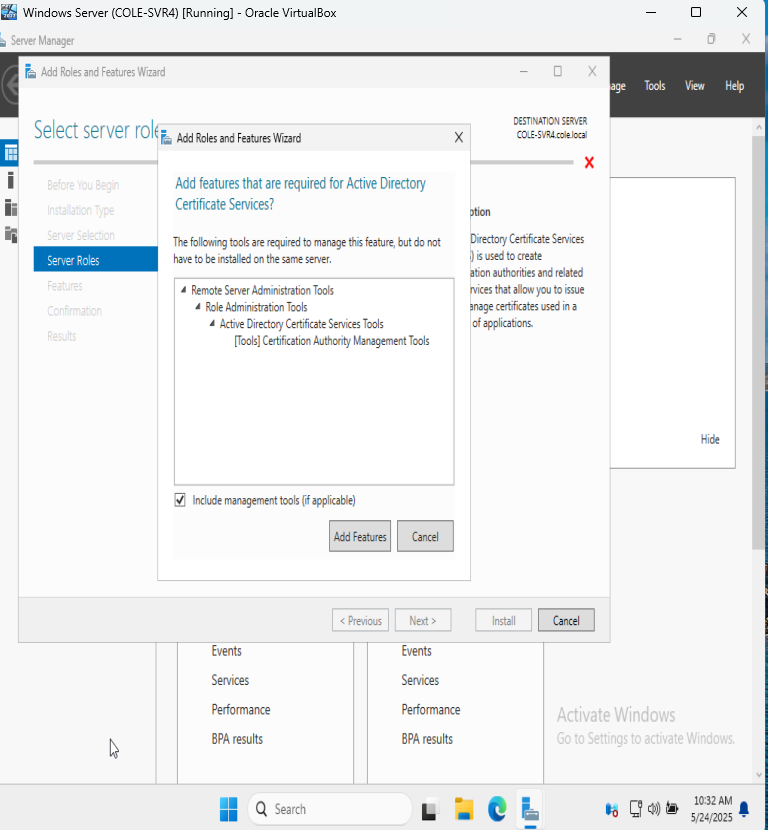 Windows Server (COLE-SVR4) [Running] - Oracle VirtualBox
Server Manager
Add Roles and Features Wizard
age Tools View Help
Select server role
DESTINATION SERVER
COLE-SVR4.cole.local
Before You Begin
Installation Type
Server Selection
Server Roles
Features
Confirmation
Results
Add Roles and Features Wizard
Add features that are required for Active Directory
Certificate Services?
The following tools are required to manage this feature, but do not
have to be installed on the same server.
Remote Server Administration Tools
Role Administration Tools
Active Directory Certificate Services Tools
[Tools] Certification Authority Management Tools
Include management tools (if applicable)
Add Features Cancel
ption
Directory Certificate Services
) is used to create
ation authorities and related
rvices that allow you to issue
anage certificates used in a
of applications.
Hide
< Previous Next > Install Cancel
Events
Services
Performance
BPA results
Events
Services
Performance
BPA results
Activate Windows
Go to Settings to activate Windows.
Search
10:32 AM
5/24/2025